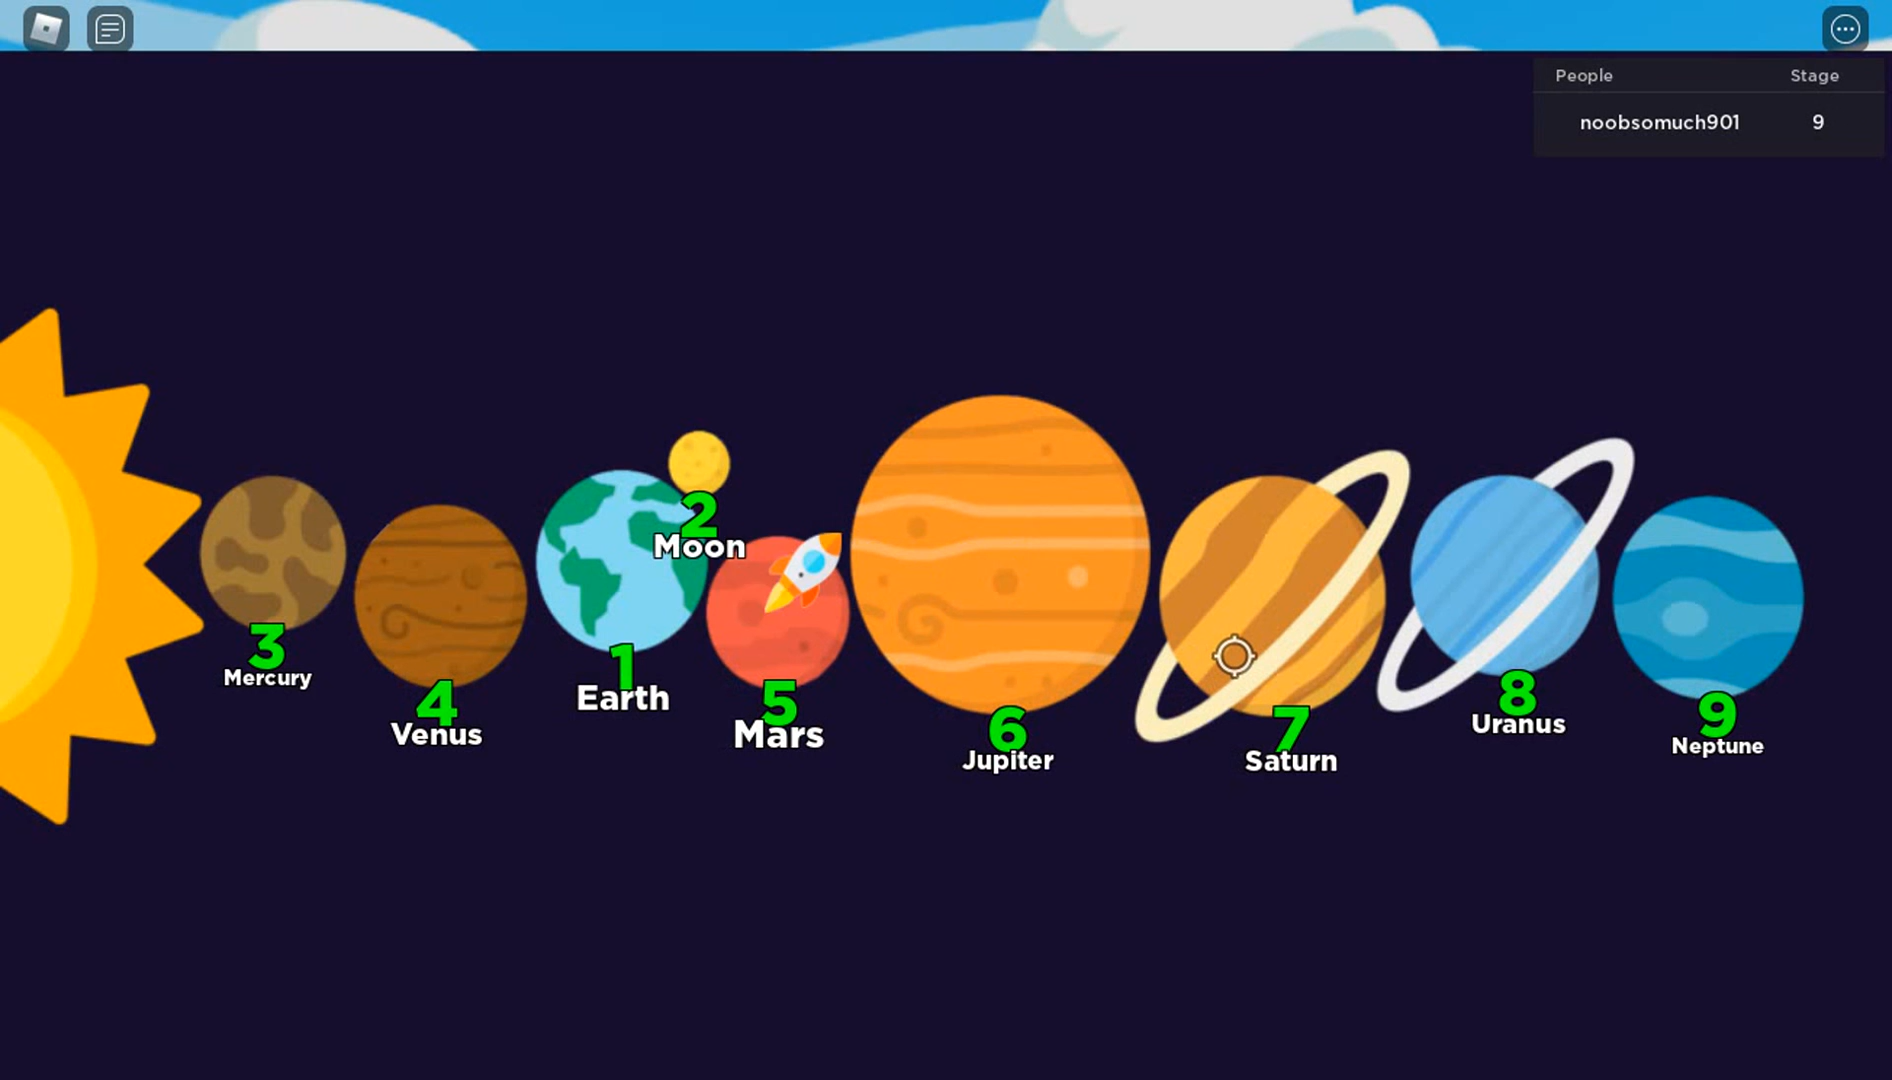 People Stage
noobsomuch901 9
2
Moon
3
Mercury
4
Venus
1
Earth
5
Mars
6
Jupiter
7
Saturn
8
Uranus
9
Neptune